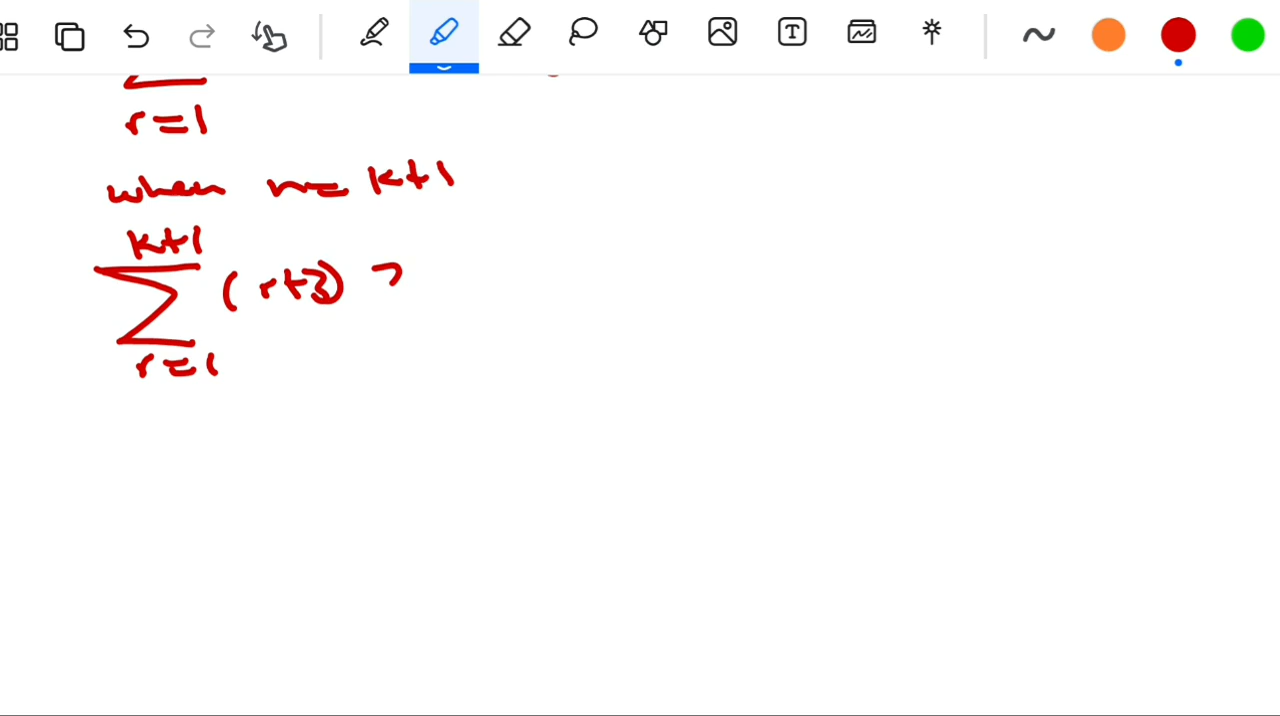 r=1
when n= k+1
k+1
∑ (r+3) =
r=1